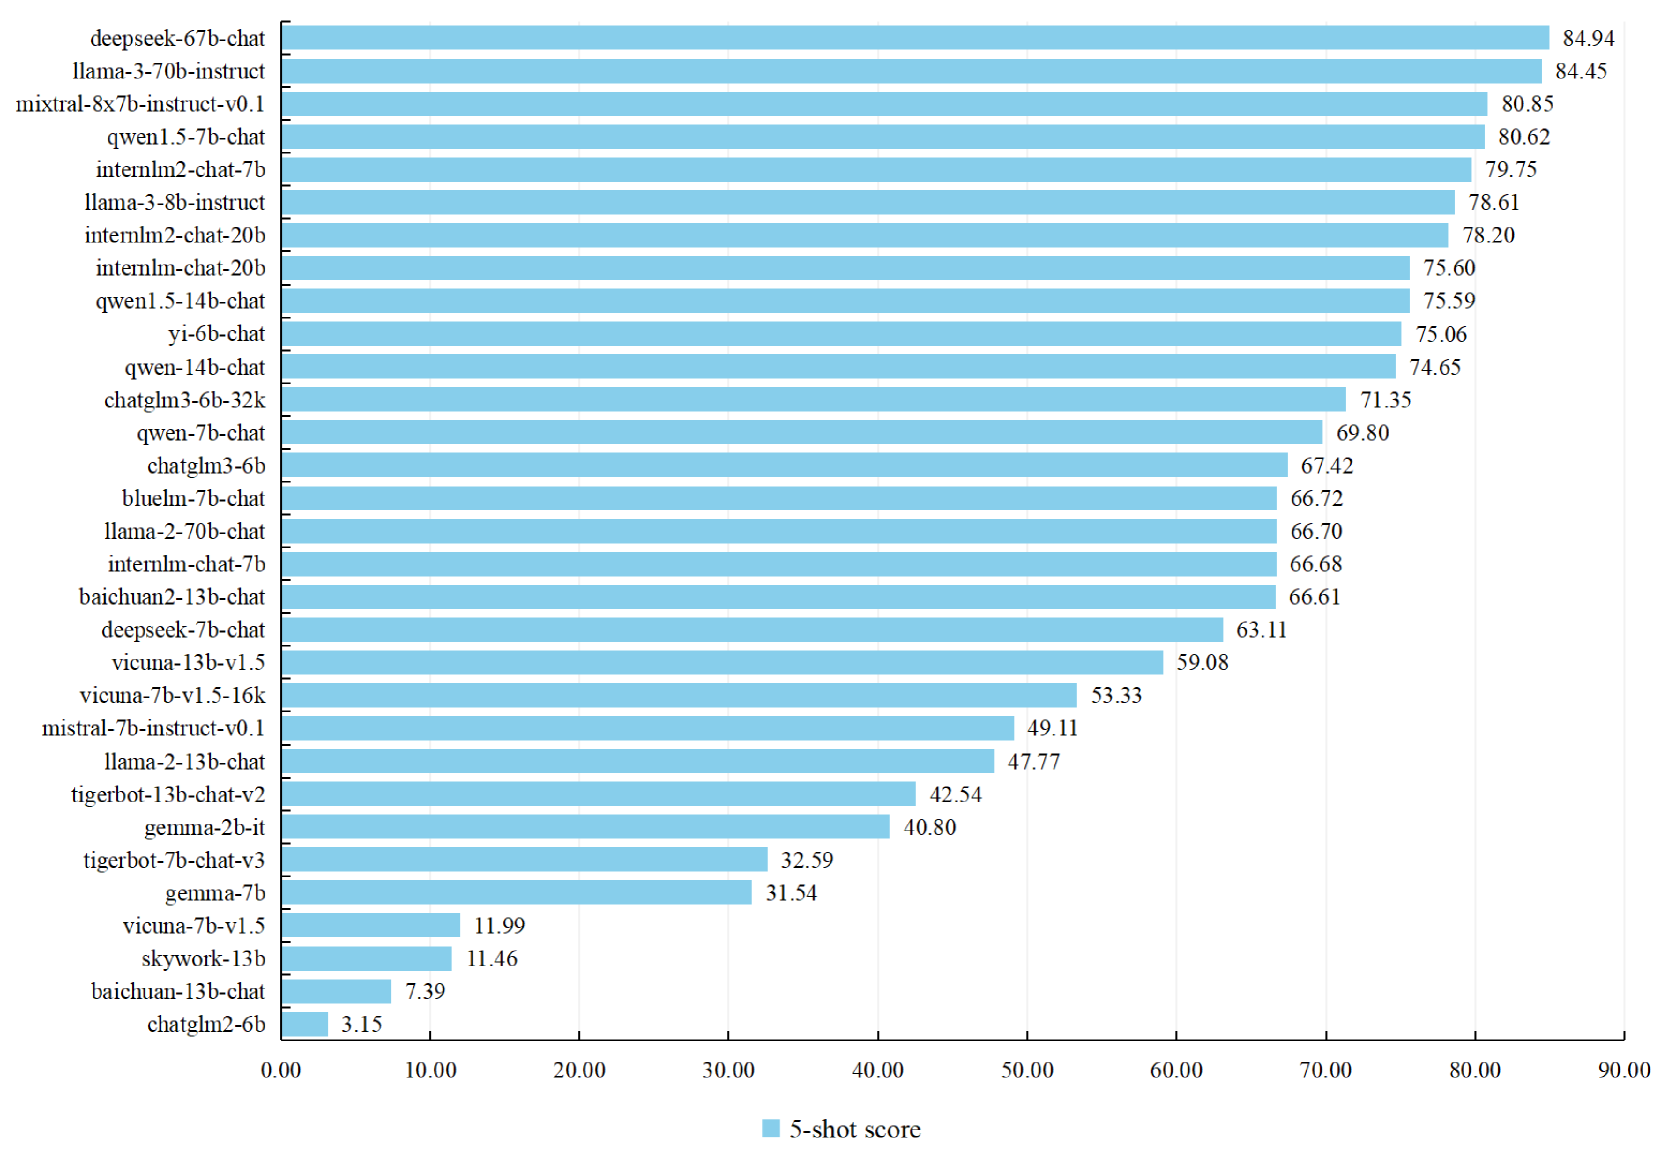 deepseek-67b-chat 84.94
llama-3-70b-instruct 84.45
mixtral-8x7b-instruct-v0.1 80.85
qwen1.5-7b-chat 80.62
internlm2-chat-7b 79.75
llama-3-8b-instruct 78.61
internlm2-chat-20b 78.20
internlm-chat-20b 75.60
qwen1.5-14b-chat 75.59
yi-6b-chat 75.06
qwen-14b-chat 74.65
chatglm3-6b-32k 71.35
qwen-7b-chat 69.80
chatglm3-6b 67.42
bluelm-7b-chat 66.72
llama-2-70b-chat 66.70
internlm-chat-7b 66.68
baichuan2-13b-chat 66.61
deepseek-7b-chat 63.11
vicuna-13b-v1.5 59.08
vicuna-7b-v1.5-16k 53.33
mistral-7b-instruct-v0.1 49.11
llama-2-13b-chat 47.77
tigerbot-13b-chat-v2 42.54
gemma-2b-it 40.80
tigerbot-7b-chat-v3 32.59
gemma-7b 31.54
vicuna-7b-v1.5 11.99
skywork-13b 11.46
baichuan-13b-chat 7.39
chatglm2-6b 3.15
0.00 10.00 20.00 30.00 40.00 50.00 60.00 70.00 80.00 90.00
5-shot score